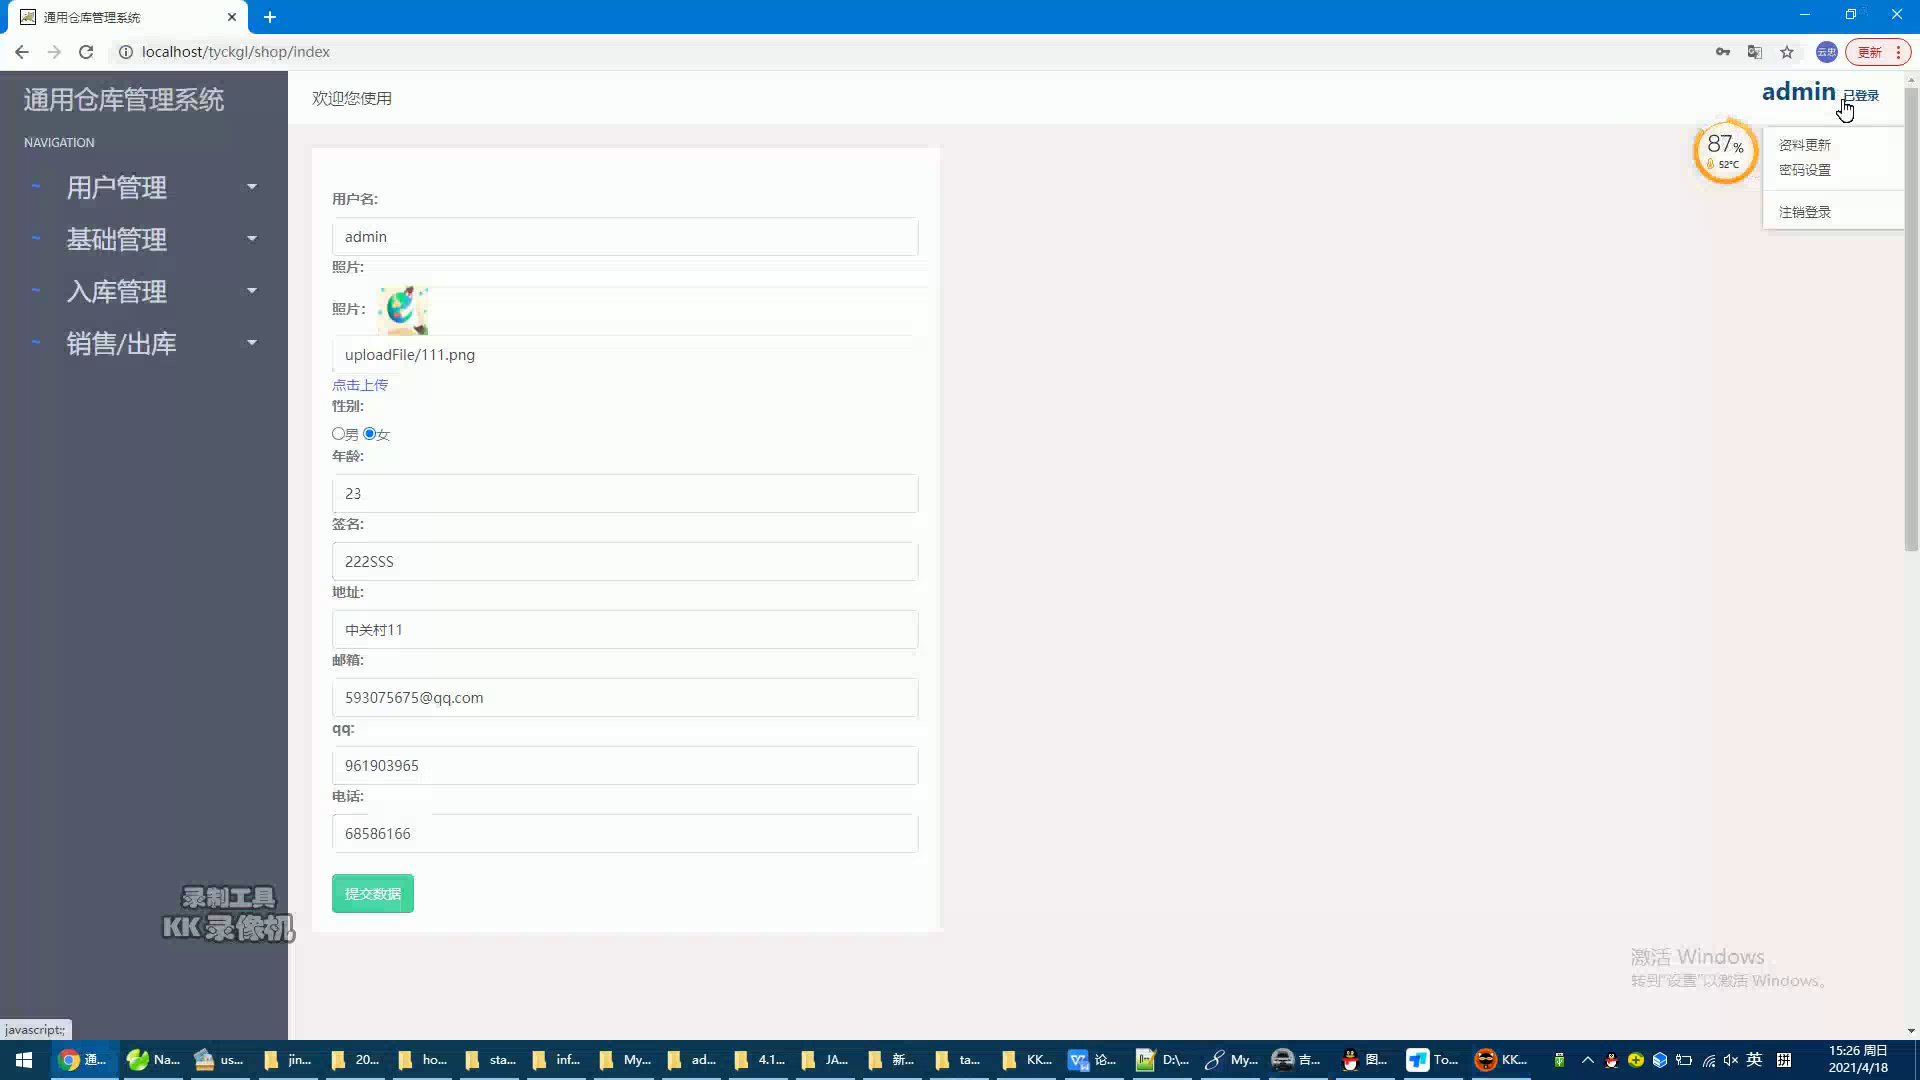 通用仓库管理系统
localhost/tyckgl/shop/index
云忠
更新
通用仓库管理系统
欢迎您使用
admin 已登录
NAVIGATION
87%
52℃
资料更新
密码设置
注销登录
用户管理
基础管理
入库管理
销售/出库
用户名:
admin
照片:
照片:
uploadFile/111.png
点击上传
性别:
男 女
年龄:
23
签名:
222SSS
地址:
中关村11
邮箱:
593075675@qq.com
qq:
961903965
电话:
68586166
提交数据
录制工具
KK 录像机
激活 Windows
转到"设置"以激活 Windows。
javascript:;
通... Na... us... jin... 20... ho... sta... inf... My... ad... 4.1... JA... 新... ta... KK... 论... D:\... My... 吉... 图... To... KK... 英 拼
15:26 周日
2021/4/18